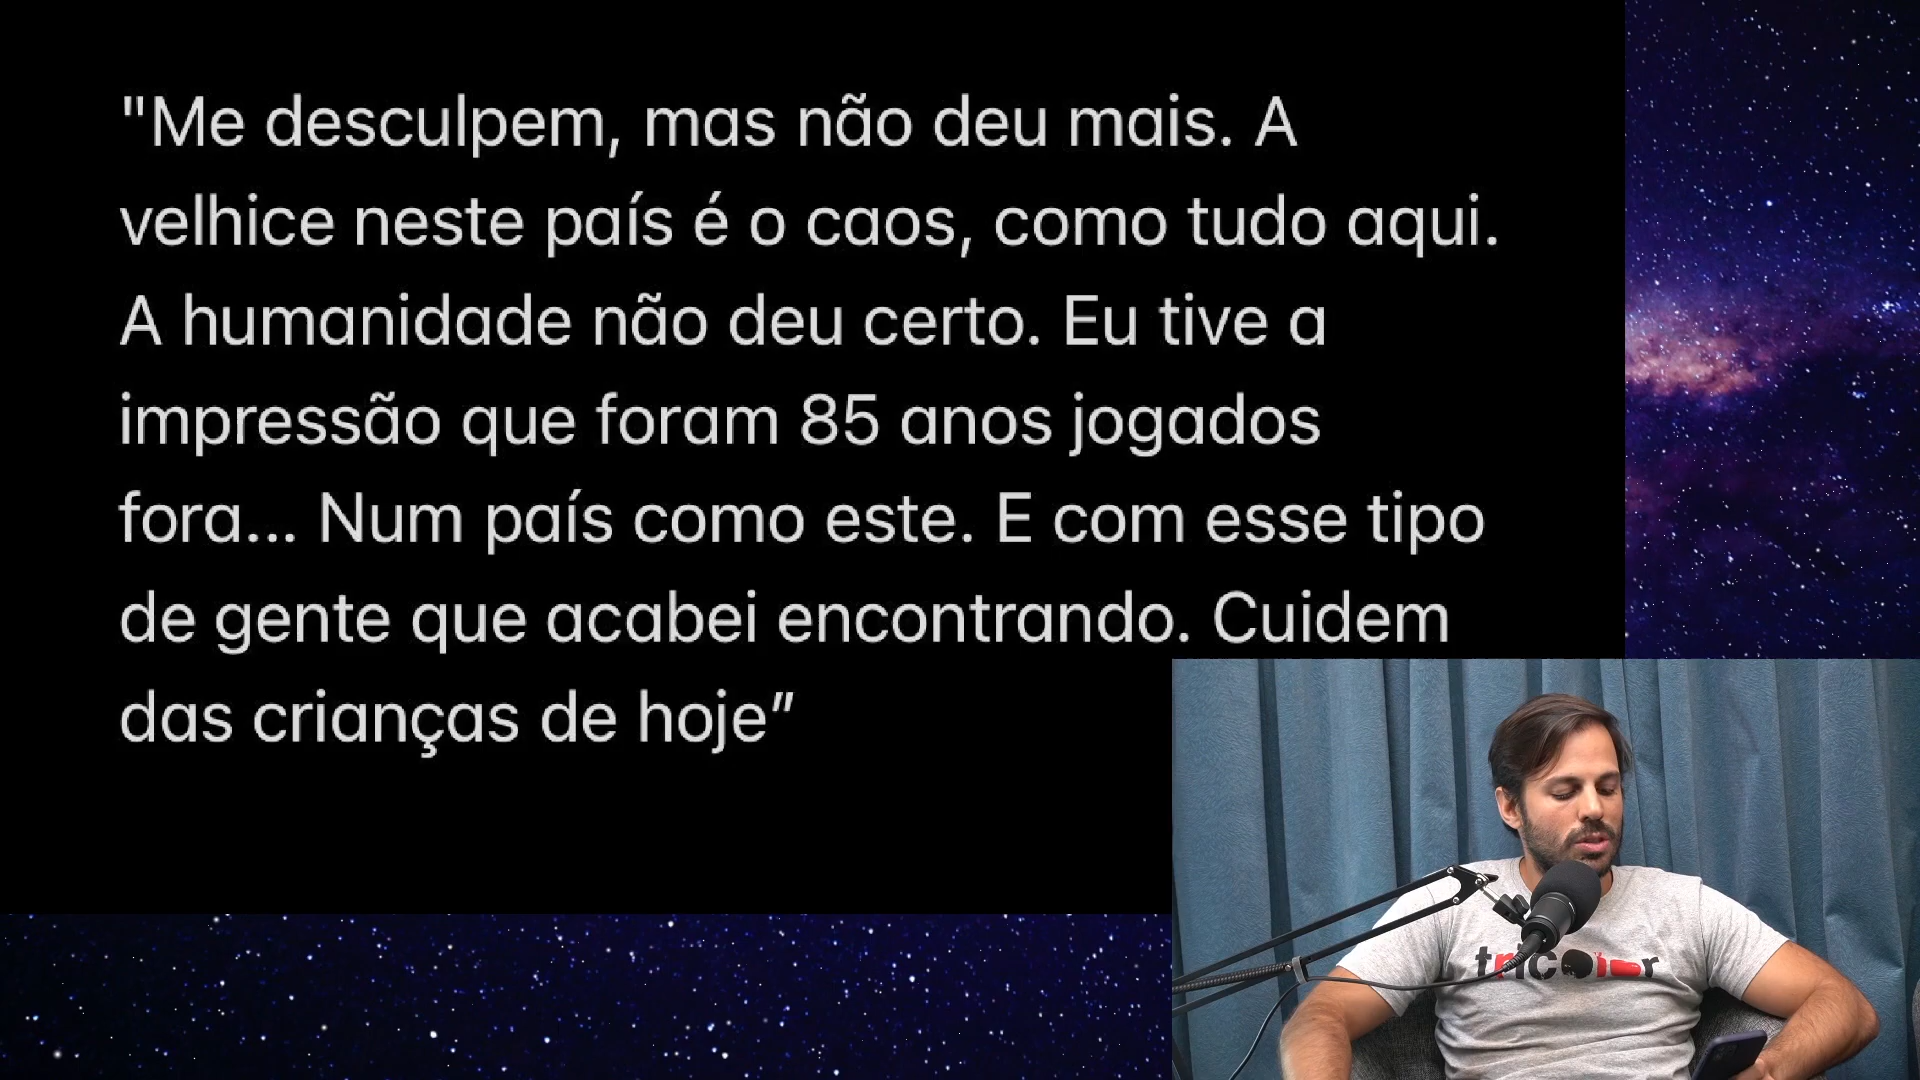 "Me desculpem, mas não deu mais. A
velhice neste país é o caos, como tudo aqui.
A humanidade não deu certo. Eu tive a
impressão que foram 85 anos jogados
fora... Num país como este. E com esse tipo
de gente que acabei encontrando. Cuidem
das crianças de hoje”
tricolor